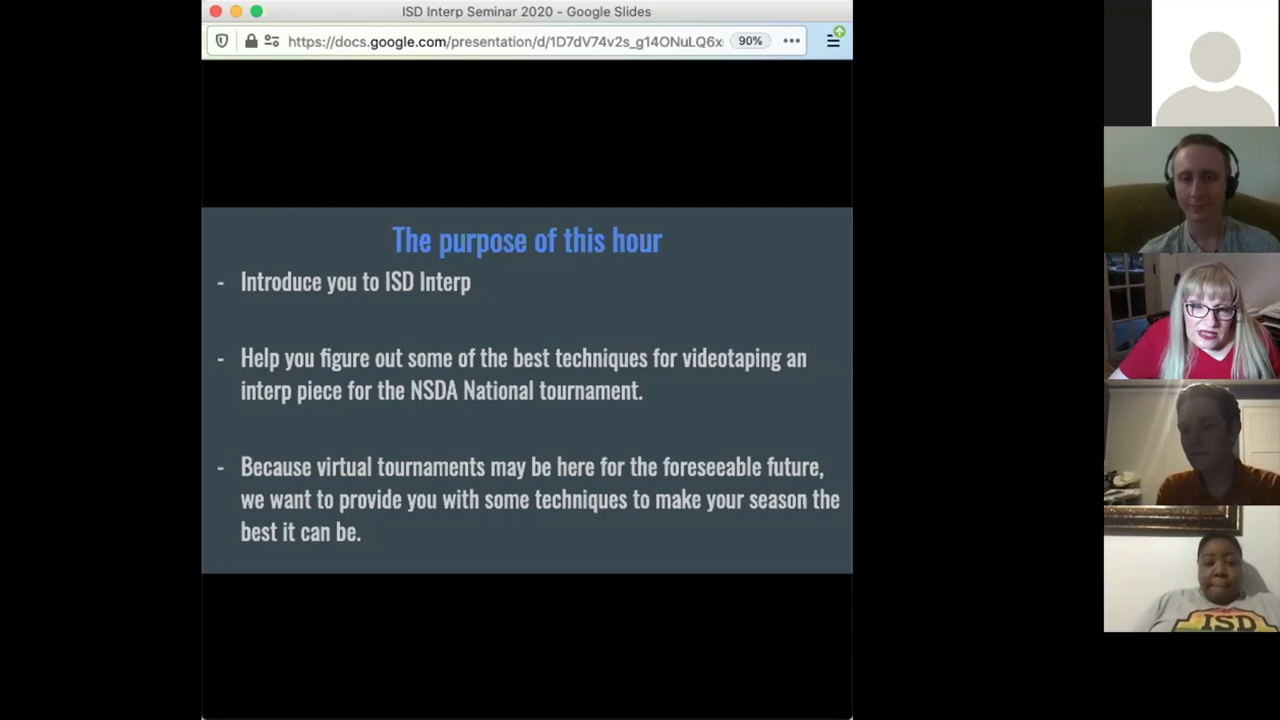 ISD Interp Seminar 2020 - Google Slides
https://docs.google.com/presentation/d/1D7dV74v2s_g14ONuLQ6x
90%
The purpose of this hour
- Introduce you to ISD Interp
- Help you figure out some of the best techniques for videotaping an
interp piece for the NSDA National tournament.
- Because virtual tournaments may be here for the foreseeable future,
we want to provide you with some techniques to make your season the
best it can be.
ISD